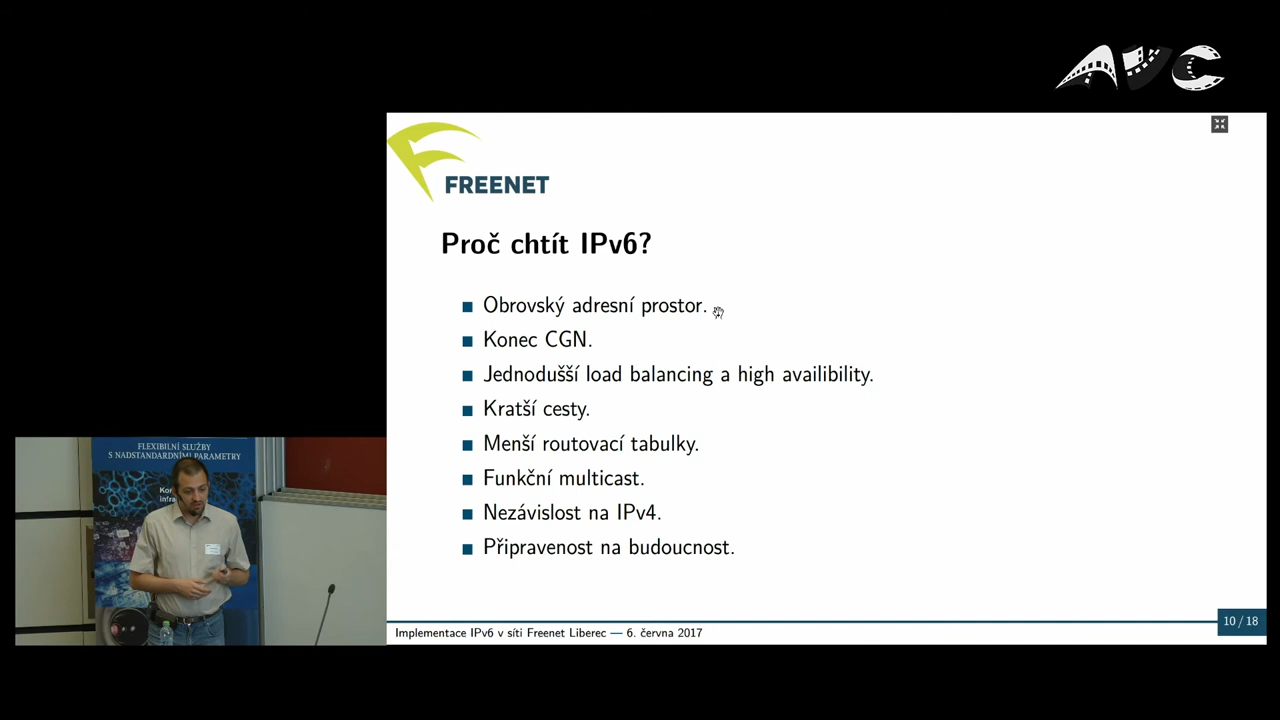 AVC
FREENET
Proč chtít IPv6?
Obrovský adresní prostor.
Konec CGN.
Jednodušší load balancing a high availibility.
Kratší cesty.
Menší routovací tabulky.
Funkční multicast.
Nezávislost na IPv4.
Připravenost na budoucnost.
Implementace IPv6 v síti Freenet Liberec — 6. června 2017
10 / 18
FLEXIBILNÍ SLUŽBY
S NADSTANDARDNÍMI PARAMETRY